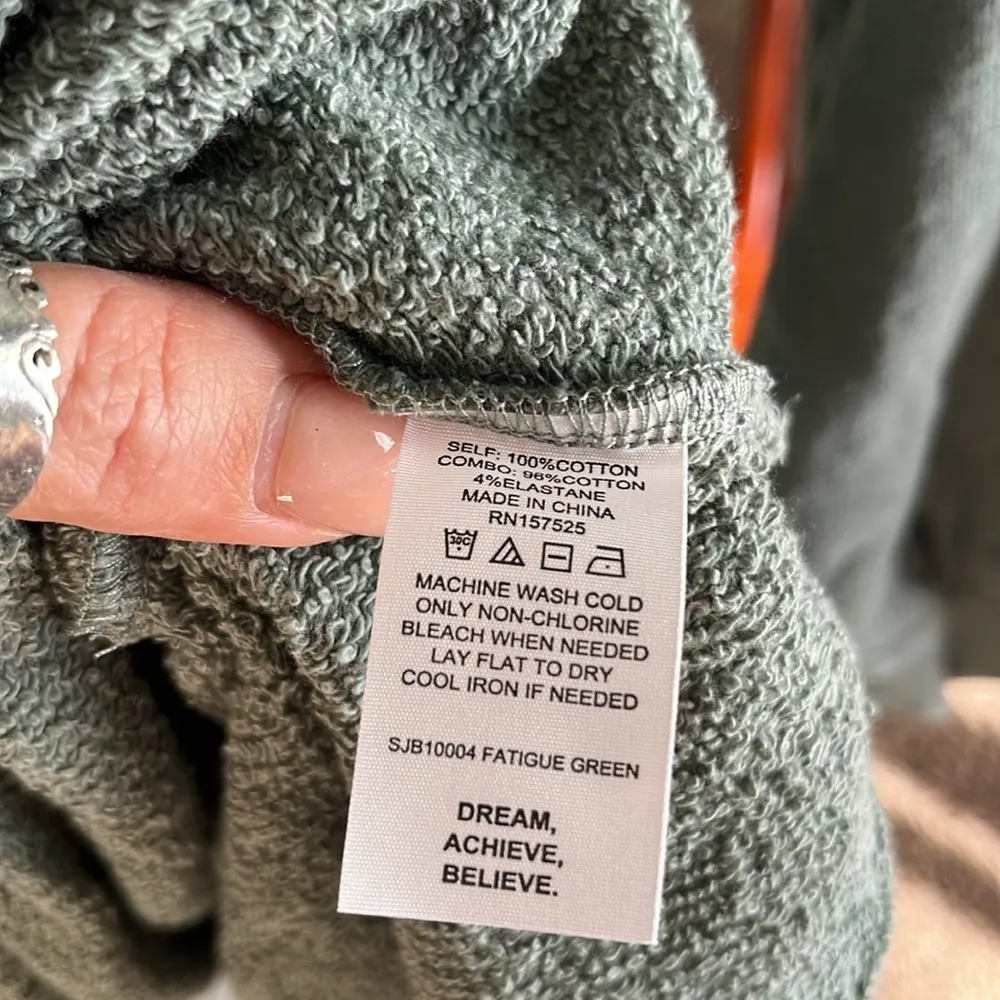 SELF: 100%COTTON
COMBO: 96%COTTON
4%ELASTANE
MADE IN CHINA
RN157525
30C
MACHINE WASH COLD
ONLY NON-CHLORINE
BLEACH WHEN NEEDED
LAY FLAT TO DRY
COOL IRON IF NEEDED
SJB10004 FATIGUE GREEN
DREAM,
ACHIEVE,
BELIEVE.